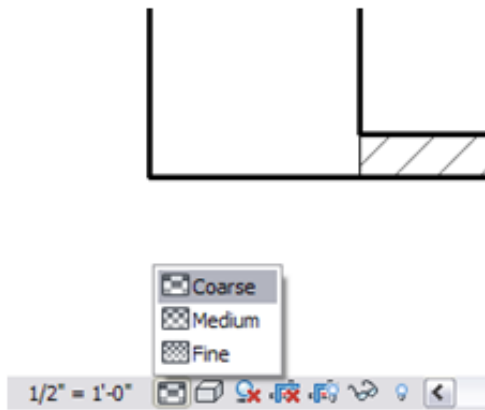 Coarse
Medium
Fine
1/2" = 1'-0"